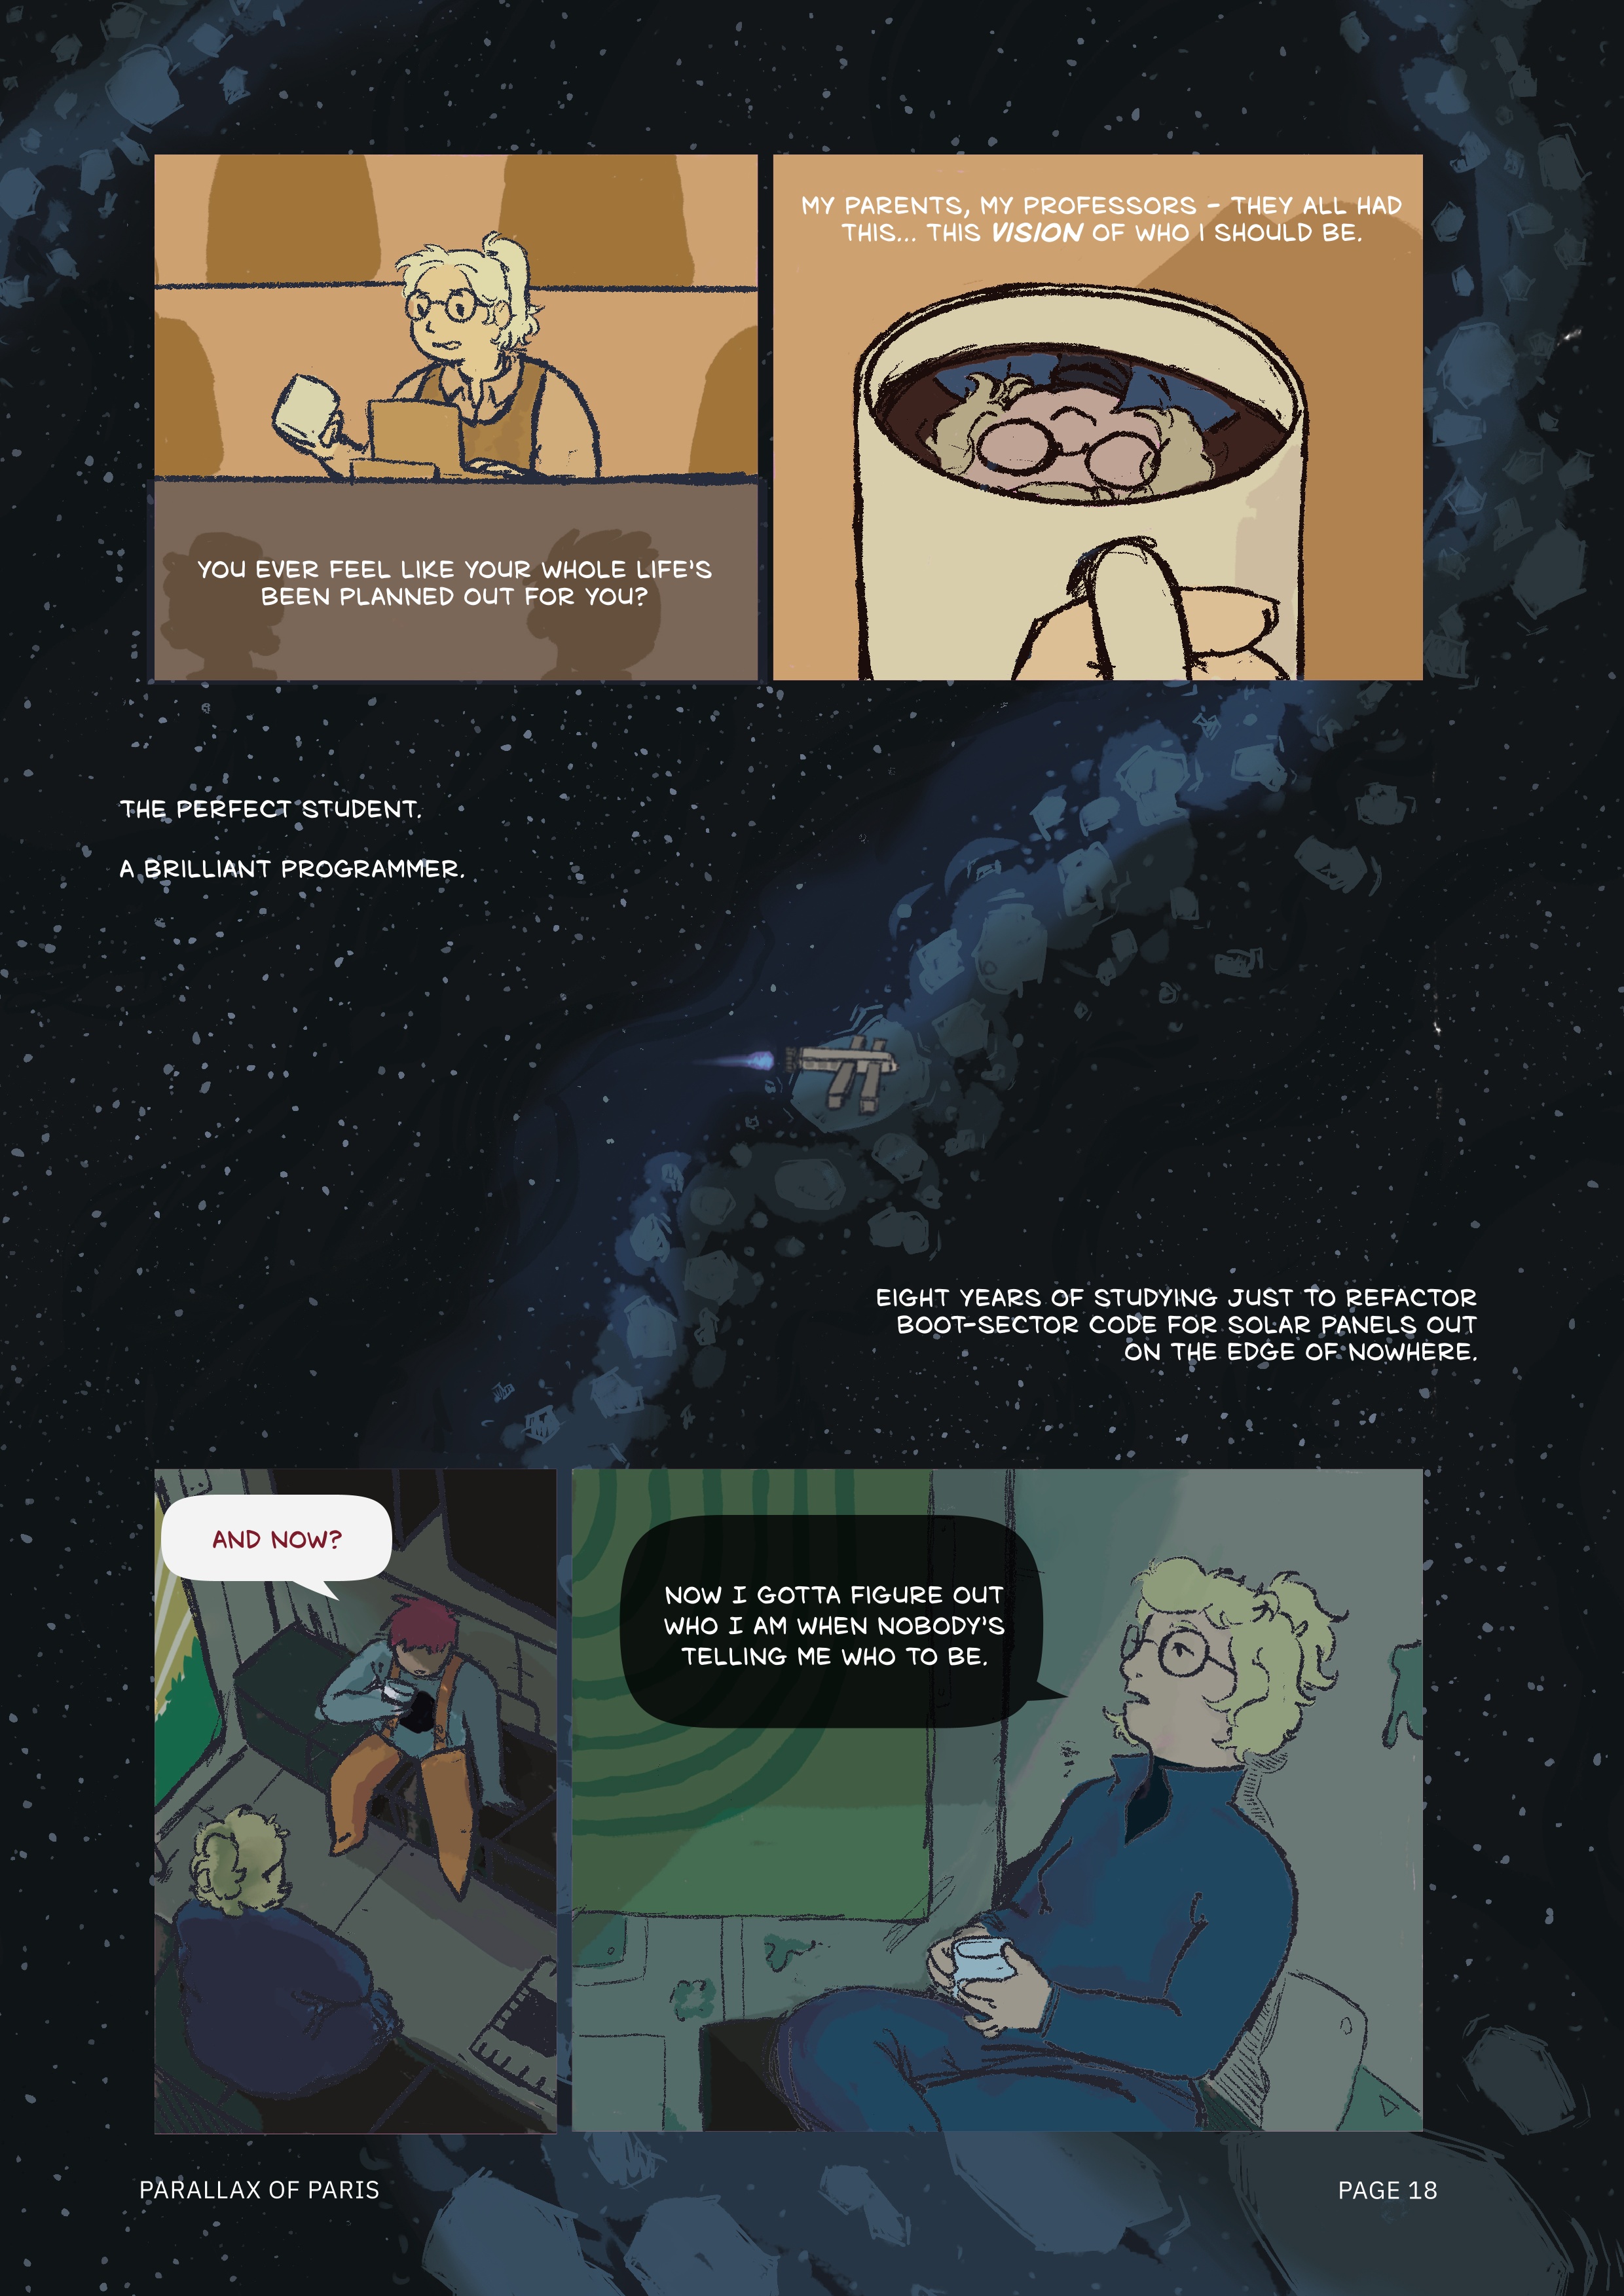 YOU EVER FEEL LIKE YOUR WHOLE LIFE'S
BEEN PLANNED OUT FOR YOU?
MY PARENTS, MY PROFESSORS - THEY ALL HAD
THIS... THIS VISION OF WHO I SHOULD BE.
THE PERFECT STUDENT.
A BRILLIANT PROGRAMMER.
EIGHT YEARS OF STUDYING JUST TO REFACTOR
BOOT-SECTOR CODE FOR SOLAR PANELS OUT
ON THE EDGE OF NOWHERE.
AND NOW?
NOW I GOTTA FIGURE OUT
WHO I AM WHEN NOBODY'S
TELLING ME WHO TO BE.
PARALLAX OF PARIS
PAGE 18